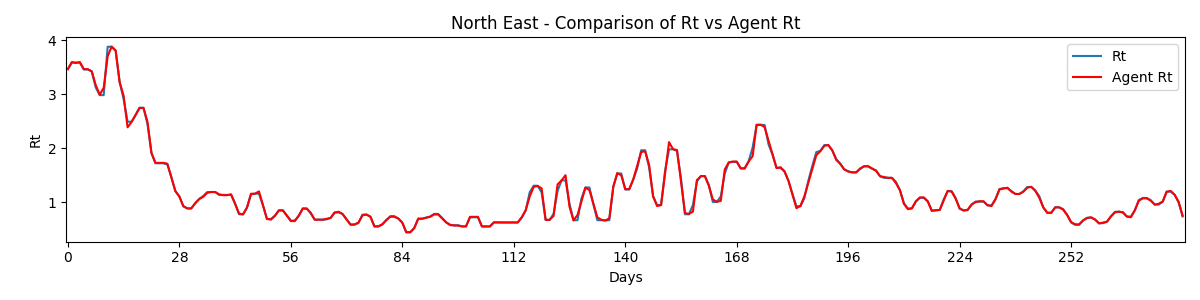 North East - Comparison of Rt vs Agent Rt
Rt
Agent Rt
Rt
4
3
2
1
0 28 56 84 112 140 168 196 224 252
Days